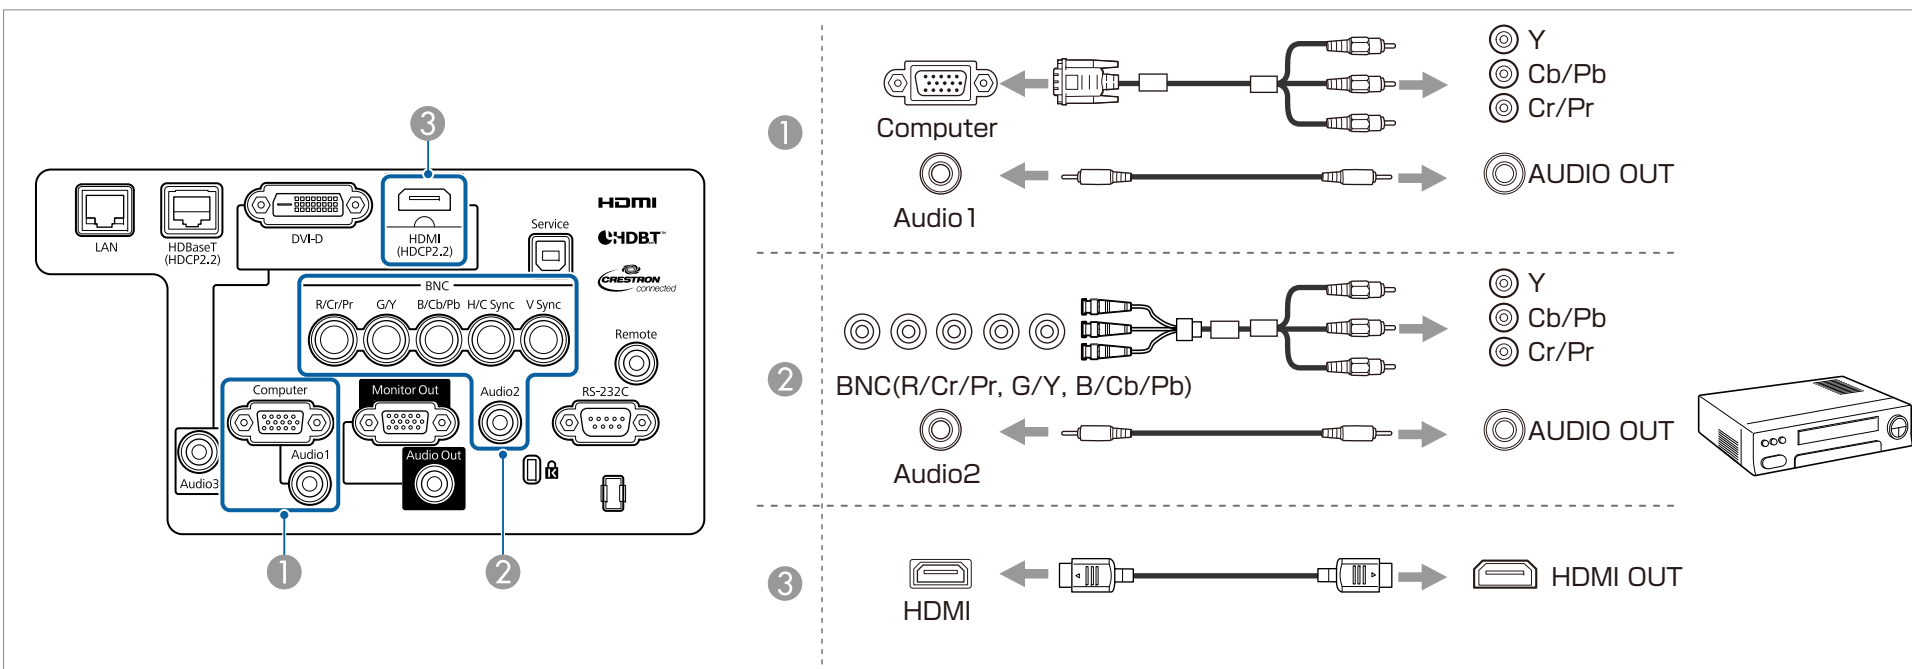 3
LAN
HDBaseT
(HDCP2.2)
DVI-D
HDMI
(HDCP2.2)
Service
HDMI
HDBT™
CRESTRON
connected
BNC
R/Cr/Pr G/Y B/Cb/Pb H/C Sync V Sync
Remote
Computer
Monitor Out
Audio2
RS-232C
Audio3
Audio1
Audio Out
K
1
2
1
Computer
Y
Cb/Pb
Cr/Pr
Audio1
AUDIO OUT
2
BNC(R/Cr/Pr, G/Y, B/Cb/Pb)
Y
Cb/Pb
Cr/Pr
Audio2
AUDIO OUT
3
HDMI
HDMI OUT